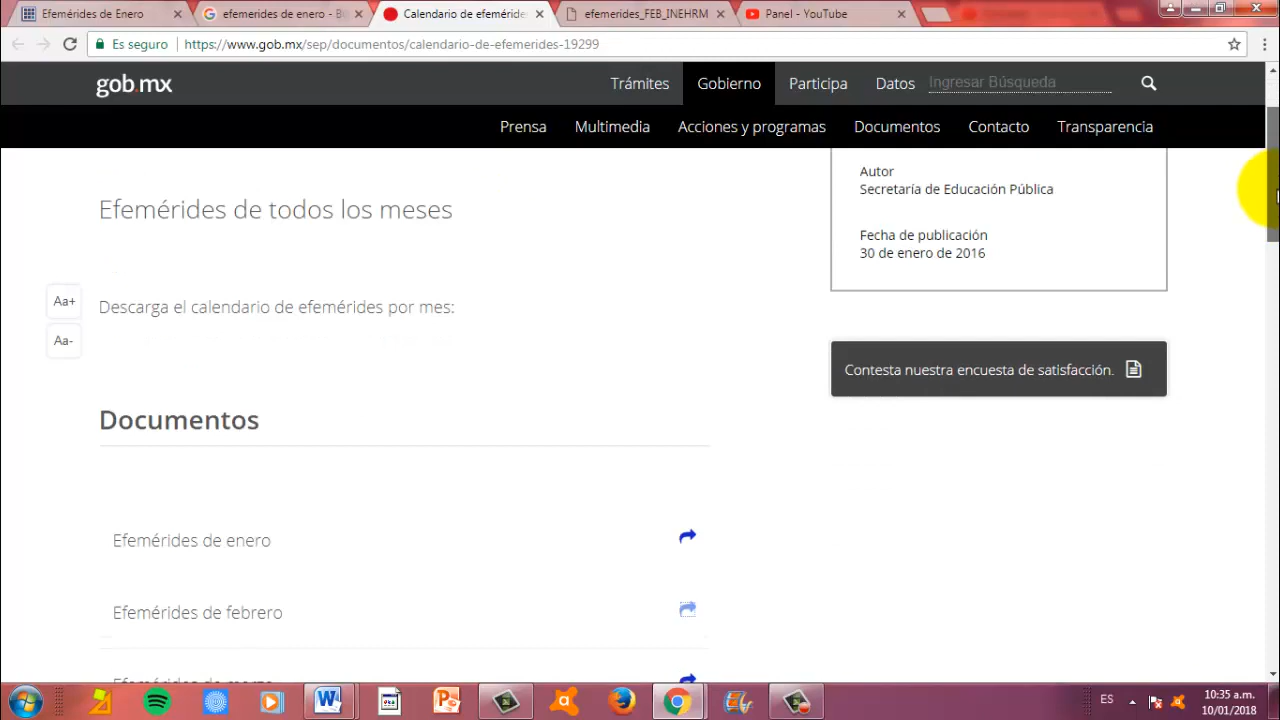 Efemérides de Enero
efemérides de enero - B
Calendario de efeméride
efemerides_FEB_INEHRM
Panel - YouTube
Es seguro
https://www.gob.mx/sep/documentos/calendario-de-efemerides-19299
gob.mx
Trámites
Gobierno
Participa
Datos
Ingresar Búsqueda
Prensa
Multimedia
Acciones y programas
Documentos
Contacto
Transparencia
Autor
Secretaría de Educación Pública
Efemérides de todos los meses
Fecha de publicación
30 de enero de 2016
Aa+
Descarga el calendario de efemérides por mes:
Aa-
Contesta nuestra encuesta de satisfacción.
Documentos
Efemérides de enero
Efemérides de febrero
ES
10:35 a.m.
10/01/2018